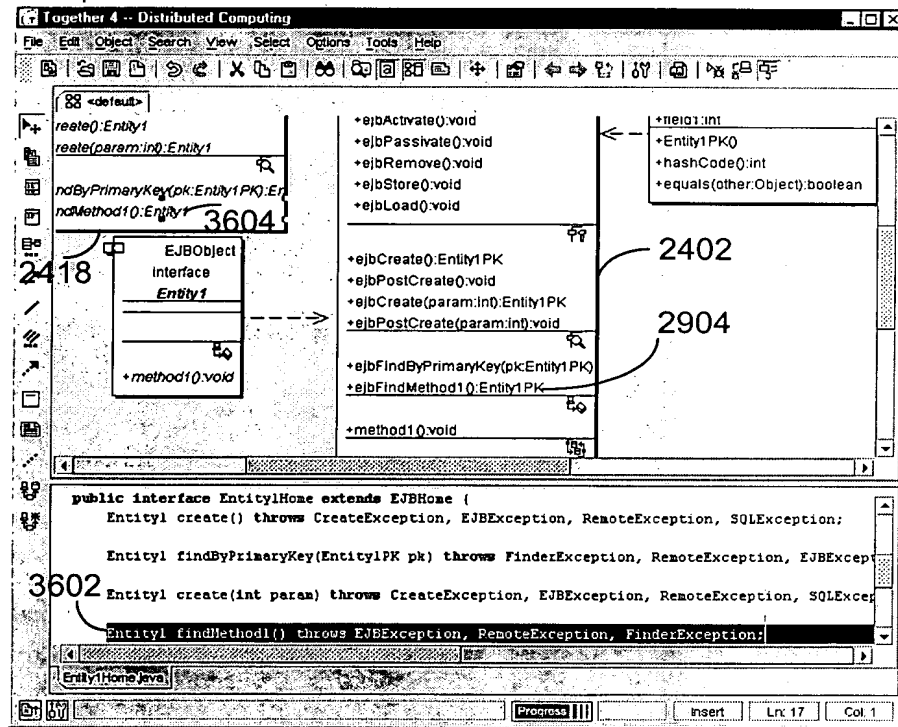 Together 4 -- Distributed Computing
File Edit Object Search View Select Options Tools Help
<default>
reate():Entity1
reate(param:int):Entity1
ndByPrimaryKey(pk:Entity1PK):En
ndMethod1():Entity1
3604
2418
EJBObject
interface
Entity1
+method1():void
+ejbActivate():void
+ejbPassivate():void
+ejbRemove():void
+ejbStore():void
+ejbLoad():void
+ejbCreate():Entity1PK
+ejbPostCreate():void
+ejbCreate(param:int):Entity1PK
+ejbPostCreate(param:int):void
+ejbFindByPrimaryKey(pk:Entity1PK)
+ejbFindMethod1():Entity1PK
+method1():void
+field1:int
+Entity1PK()
+hashCode():int
+equals(other:Object):boolean
2402
2904
public interface Entity1Home extends EJBHome {
Entity1 create() throws CreateException, EJBException, RemoteException, SQLException;
Entity1 findByPrimaryKey(Entity1PK pk) throws FinderException, RemoteException, EJBExcept
3602
Entity1 create(int param) throws CreateException, EJBException, RemoteException, SQLExcep
Entity1 findMethod1() throws EJBException, RemoteException, FinderException;
Entity1Home.java
Progress
Insert
Ln: 17
Col. 1